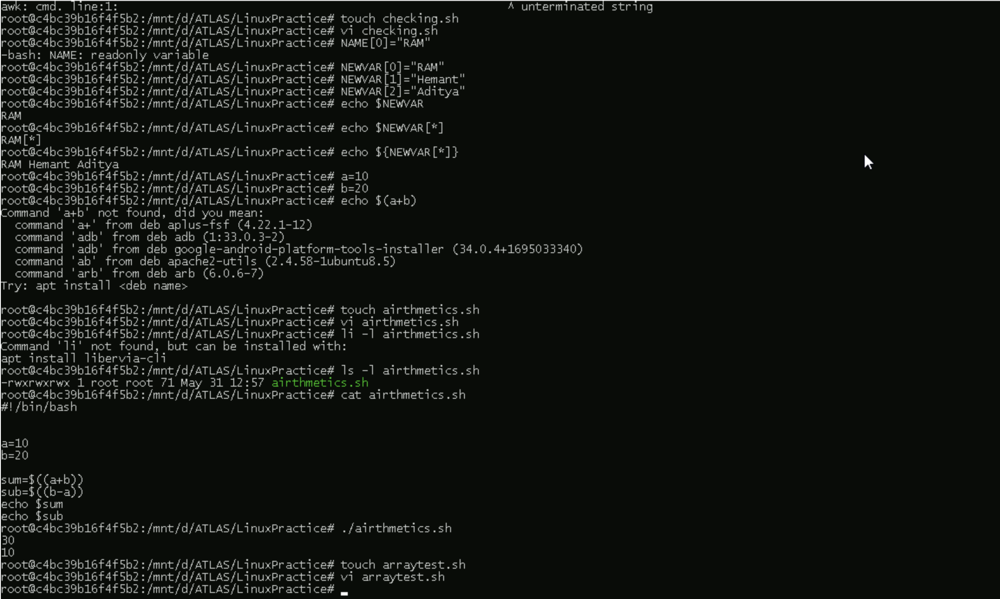 awk: cmd. line:1:                                                         ^ unterminated string
root@c4bc39b16f4f5b2:/mnt/d/ATLAS/LinuxPractice# touch checking.sh
root@c4bc39b16f4f5b2:/mnt/d/ATLAS/LinuxPractice# vi checking.sh
root@c4bc39b16f4f5b2:/mnt/d/ATLAS/LinuxPractice# NAME[0]="RAM"
-bash: NAME: readonly variable
root@c4bc39b16f4f5b2:/mnt/d/ATLAS/LinuxPractice# NEWVAR[0]="RAM"
root@c4bc39b16f4f5b2:/mnt/d/ATLAS/LinuxPractice# NEWVAR[1]="Hemant"
root@c4bc39b16f4f5b2:/mnt/d/ATLAS/LinuxPractice# NEWVAR[2]="Aditya"
root@c4bc39b16f4f5b2:/mnt/d/ATLAS/LinuxPractice# echo $NEWVAR
RAM
root@c4bc39b16f4f5b2:/mnt/d/ATLAS/LinuxPractice# echo $NEWVAR[*]
RAM[*]
root@c4bc39b16f4f5b2:/mnt/d/ATLAS/LinuxPractice# echo ${NEWVAR[*]}
RAM Hemant Aditya
root@c4bc39b16f4f5b2:/mnt/d/ATLAS/LinuxPractice# a=10
root@c4bc39b16f4f5b2:/mnt/d/ATLAS/LinuxPractice# b=20
root@c4bc39b16f4f5b2:/mnt/d/ATLAS/LinuxPractice# echo $(a+b)
Command 'a+b' not found, did you mean:
  command 'a+' from deb aplus-fsf (4.22.1-12)
  command 'adb' from deb adb (1:33.0.3-2)
  command 'adb' from deb google-android-platform-tools-installer (34.0.4+1695033340)
  command 'ab' from deb apache2-utils (2.4.58-1ubuntu8.5)
  command 'arb' from deb arb (6.0.6-7)
Try: apt install <deb name>
root@c4bc39b16f4f5b2:/mnt/d/ATLAS/LinuxPractice# touch airthmetics.sh
root@c4bc39b16f4f5b2:/mnt/d/ATLAS/LinuxPractice# vi airthmetics.sh
root@c4bc39b16f4f5b2:/mnt/d/ATLAS/LinuxPractice# li -l airthmetics.sh
Command 'li' not found, but can be installed with:
apt install libervia-cli
root@c4bc39b16f4f5b2:/mnt/d/ATLAS/LinuxPractice# ls -l airthmetics.sh
-rwxrwxrwx 1 root root 71 May 31 12:57 airthmetics.sh
root@c4bc39b16f4f5b2:/mnt/d/ATLAS/LinuxPractice# cat airthmetics.sh
#!/bin/bash
a=10
b=20
sum=$((a+b))
sub=$((b-a))
echo $sum
echo $sub
root@c4bc39b16f4f5b2:/mnt/d/ATLAS/LinuxPractice# ./airthmetics.sh
30
10
root@c4bc39b16f4f5b2:/mnt/d/ATLAS/LinuxPractice# touch arraytest.sh
root@c4bc39b16f4f5b2:/mnt/d/ATLAS/LinuxPractice# vi arraytest.sh
root@c4bc39b16f4f5b2:/mnt/d/ATLAS/LinuxPractice#